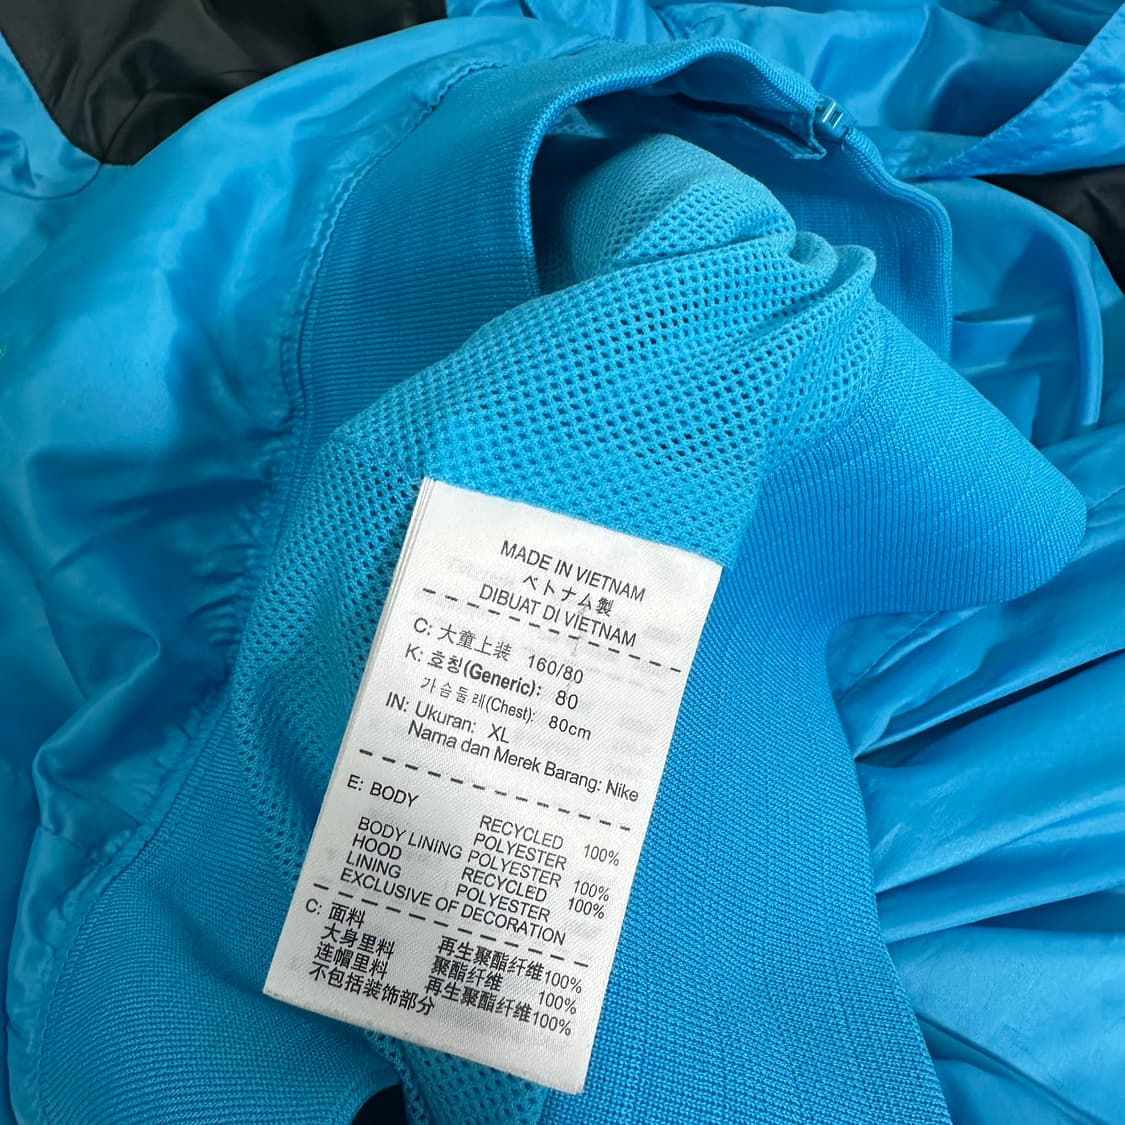 MADE IN VIETNAM
ベトナム製
DIBUAT DI VIETNAM
C: 大童上装 160/80
K: 호칭(Generic): 80
가슴둘레(Chest): 80cm
IN: Ukuran: XL
Nama dan Merek Barang: Nike
E: BODY RECYCLED
POLYESTER 100%
BODY LINING POLYESTER 100%
HOOD RECYCLED
LINING POLYESTER 100%
EXCLUSIVE OF DECORATION
C: 面料 再生聚酯纤维100%
大身里料 聚酯纤维 100%
连帽里料 再生聚酯纤维100%
不包括装饰部分